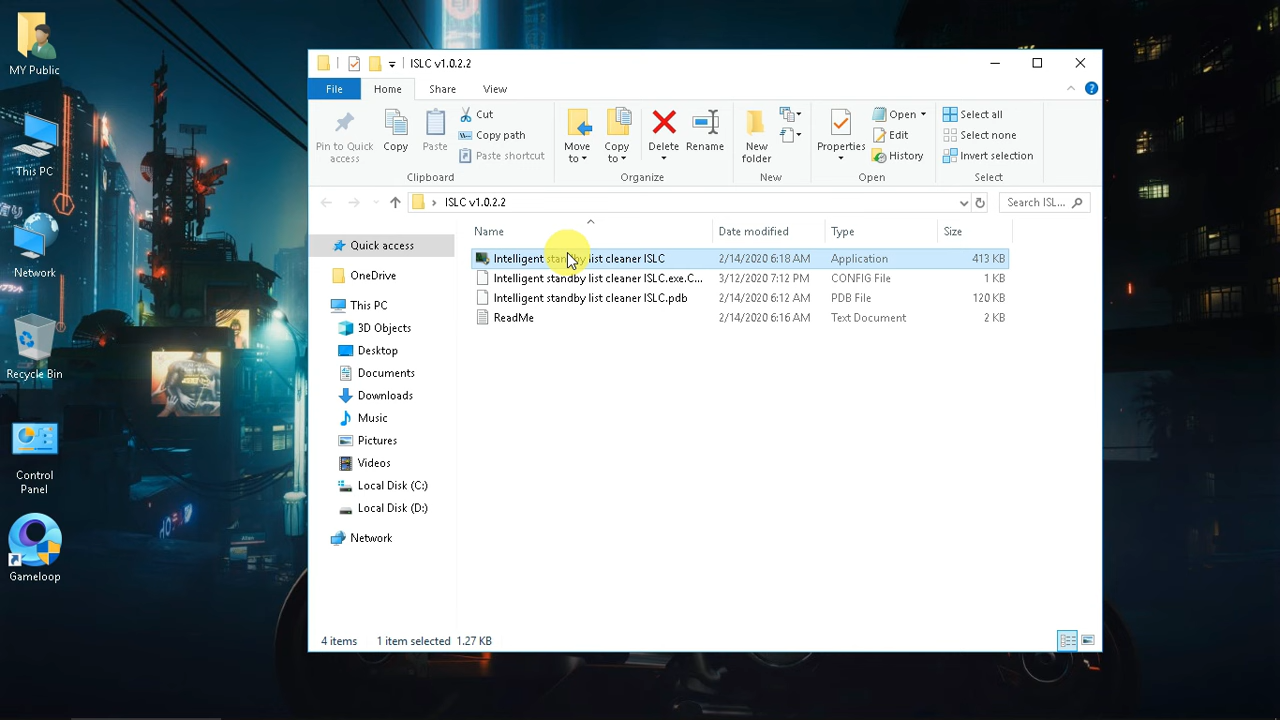 MY Public
This PC
Network
Recycle Bin
Control
Panel
Gameloop
ISLC v1.0.2.2
File
Home
Share
View
Pin to Quick
access
Copy
Paste
Cut
Copy path
Paste shortcut
Clipboard
Move
to
Copy
to
Delete
Rename
Organize
New
folder
New
Properties
Open
Edit
History
Open
Select all
Select none
Invert selection
Select
ISLC v1.0.2.2
Search ISL...
Quick access
OneDrive
This PC
3D Objects
Desktop
Documents
Downloads
Music
Pictures
Videos
Local Disk (C:)
Local Disk (D:)
Network
Name Date modified Type Size
Intelligent standby list cleaner ISLC 2/14/2020 6:18 AM Application 413 KB
Intelligent standby list cleaner ISLC.exe.C... 3/12/2020 7:12 PM CONFIG File 1 KB
Intelligent standby list cleaner ISLC.pdb 2/14/2020 6:12 AM PDB File 120 KB
ReadMe 2/14/2020 6:16 AM Text Document 2 KB
4 items 1 item selected 1.27 KB